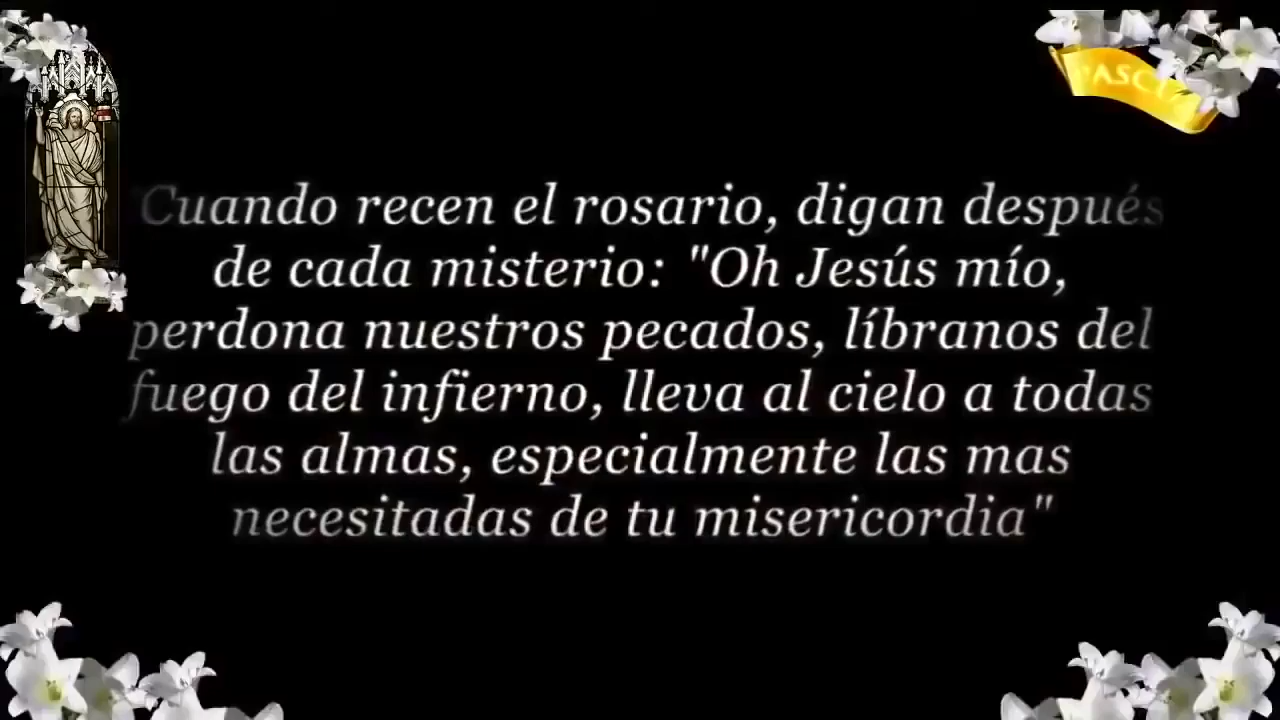 "Cuando recen el rosario, digan después
de cada misterio: "Oh Jesús mío,
perdona nuestros pecados, líbranos del
fuego del infierno, lleva al cielo a todas
las almas, especialmente las mas
necesitadas de tu misericordia"